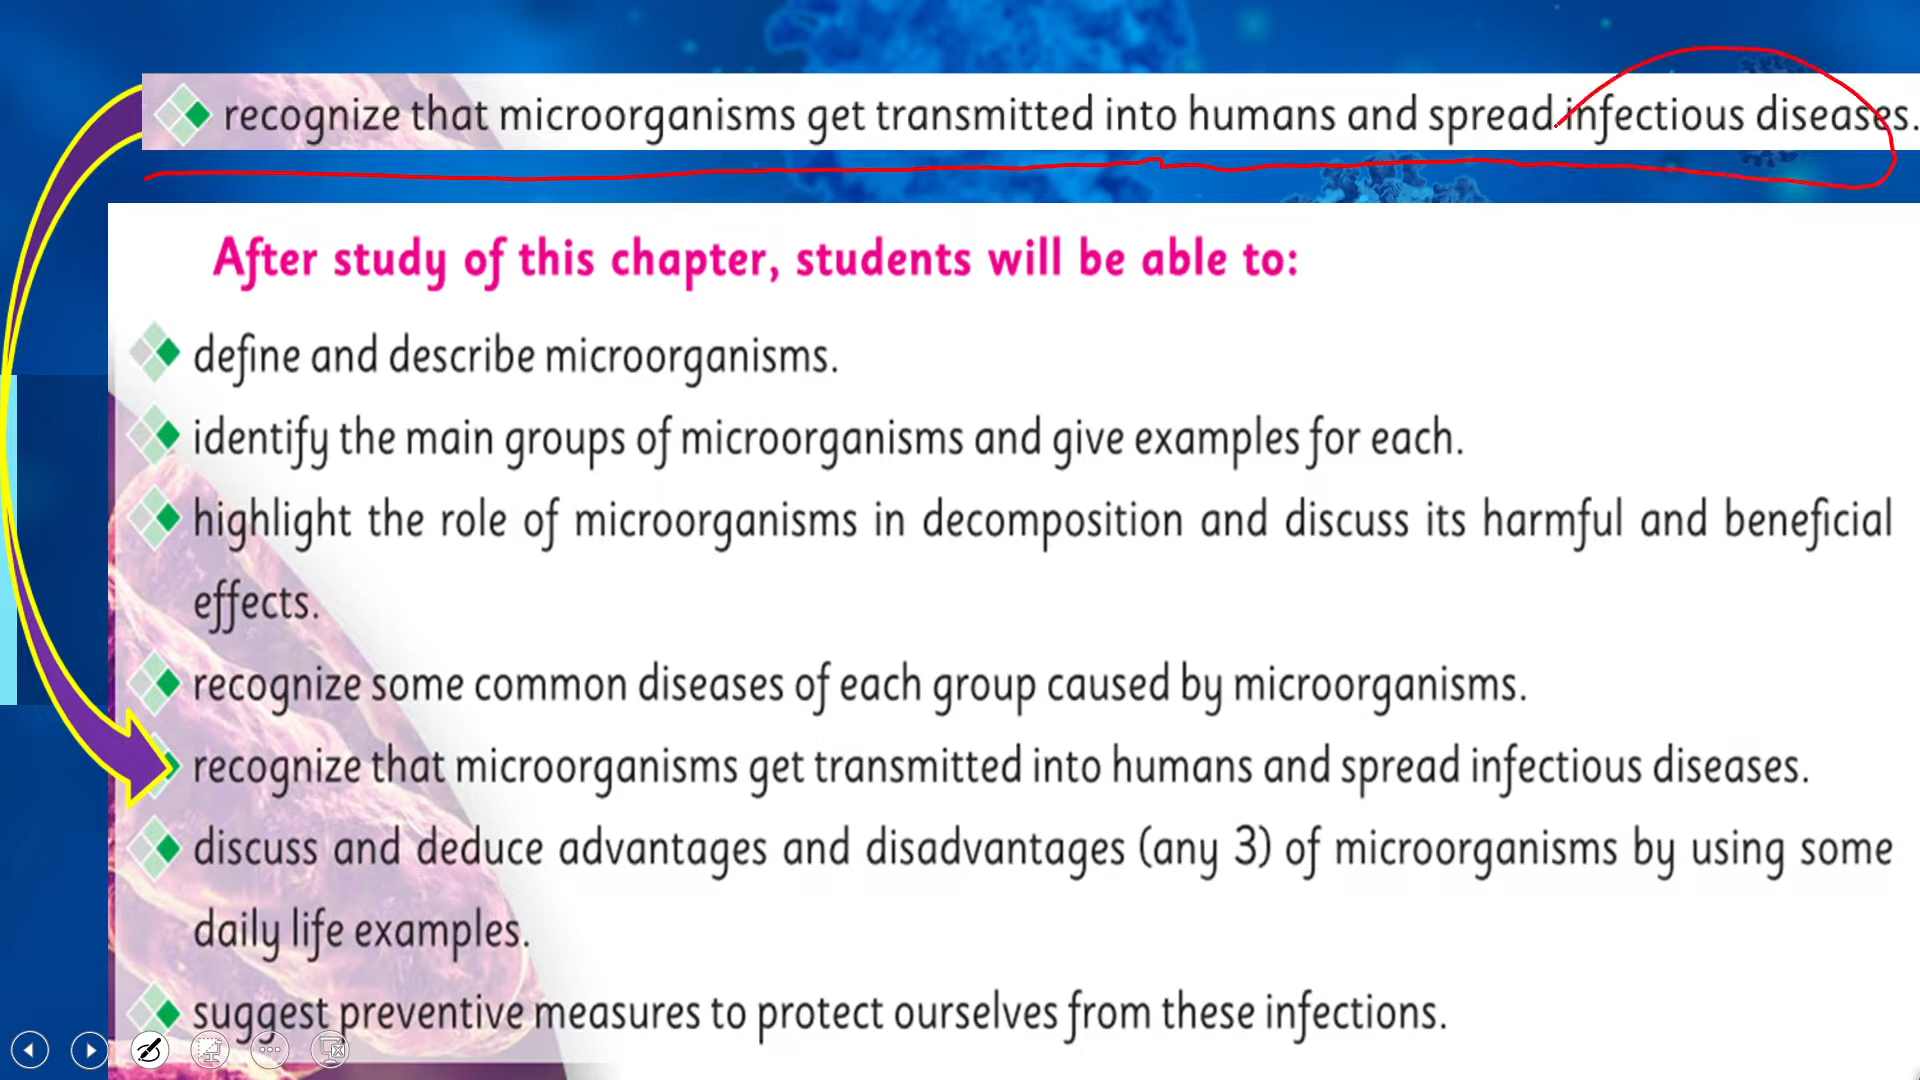 recognize that microorganisms get transmitted into humans and spread infectious diseases.
After study of this chapter, students will be able to:
define and describe microorganisms.
identify the main groups of microorganisms and give examples for each.
highlight the role of microorganisms in decomposition and discuss its harmful and beneficial
effects.
recognize some common diseases of each group caused by microorganisms.
recognize that microorganisms get transmitted into humans and spread infectious diseases.
discuss and deduce advantages and disadvantages (any 3) of microorganisms by using some
daily life examples.
suggest preventive measures to protect ourselves from these infections.